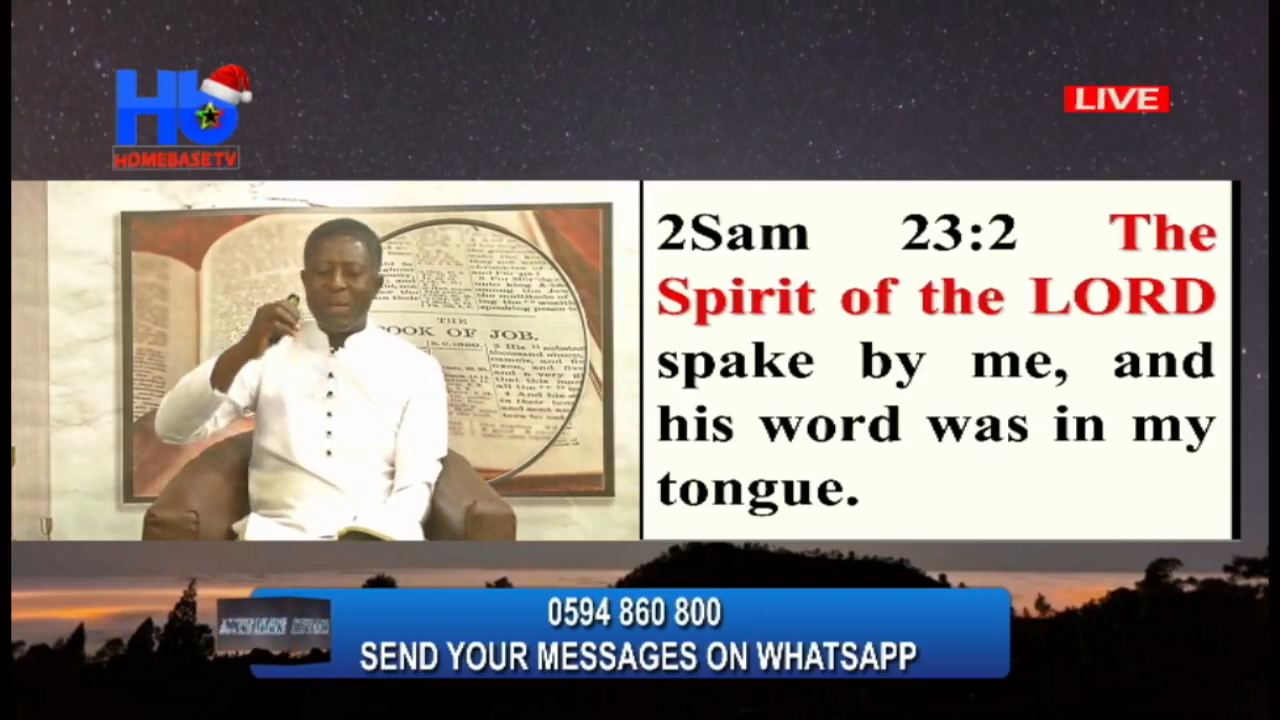 Hb
HOMEBASETV
LIVE
THE
BOOK OF JOB.
2Sam 23:2 The
Spirit of the LORD
spake by me, and
his word was in my
tongue.
0594 860 800
SEND YOUR MESSAGES ON WHATSAPP